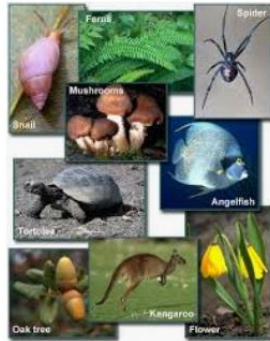 Ferns
Spider
Mushrooms
Snail
Angelfish
Tortoise
Kangaroo
Oak tree
Flower